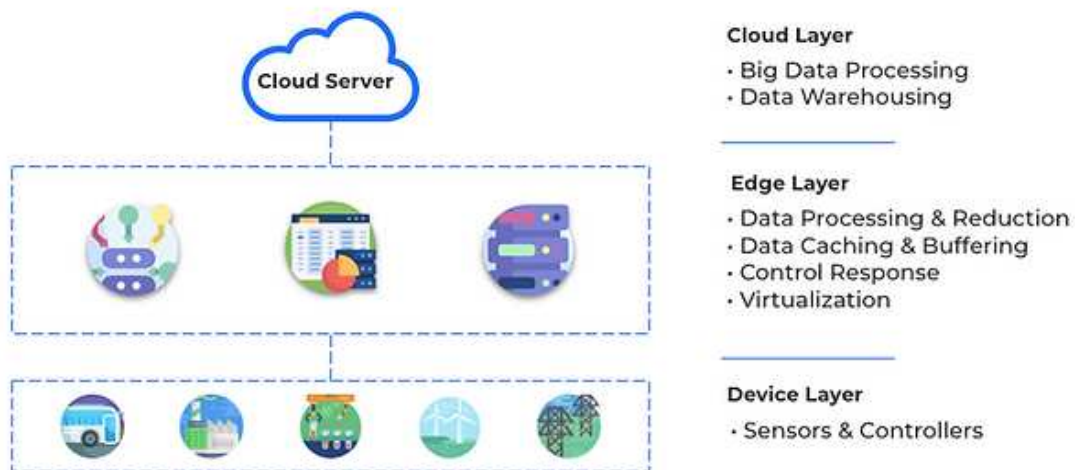 Cloud Server
Cloud Layer
• Big Data Processing
• Data Warehousing
Edge Layer
• Data Processing & Reduction
• Data Caching & Buffering
• Control Response
• Virtualization
Device Layer
• Sensors & Controllers